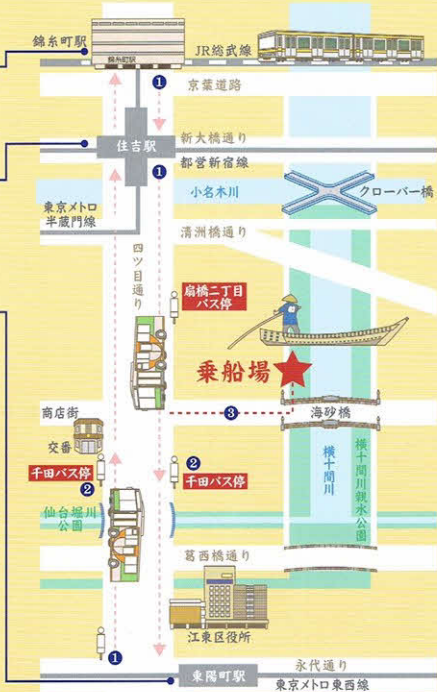 錦糸町駅
錦糸町駅
JR総武線
❶
京葉道路
住吉駅
新大橋通り
都営新宿線
❶
小名木川
クローバー橋
東京メトロ
半蔵門線
清洲橋通り
四ツ目通り
扇橋二丁目
バス停
乗船場
商店街
❸
海砂橋
交番
❷
千田バス停
千田バス停
❷
横十間川
横十間川親水公園
仙台堀川
公園
葛西橋通り
江東区役所
❶
東陽町駅
永代通り
東京メトロ東西線